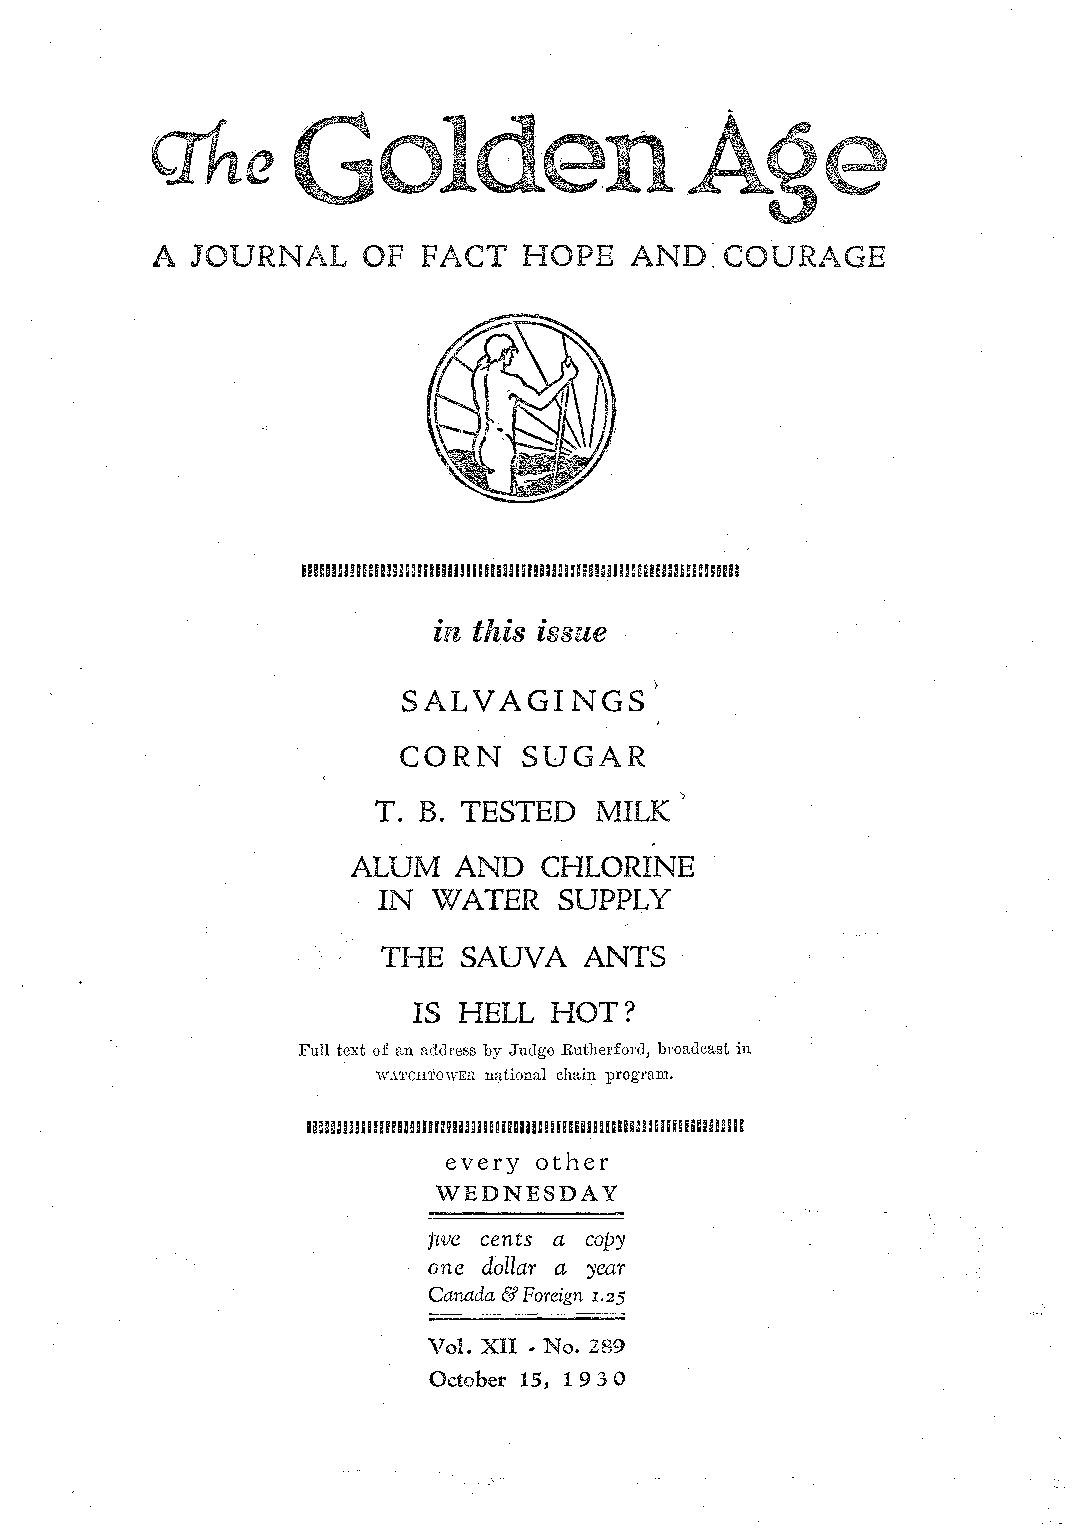 The Golden Age
A JOURNAL OF FACT HOPE AND COURAGE
in this issue
SALVAGINGS
CORN SUGAR
T. B. TESTED MILK
ALUM AND CHLORINE
IN WATER SUPPLY
THE SAUVA ANTS
IS HELL HOT?
Full text of an address by Judge Rutherford, broadcast in
WATCHTOWER national chain program.
every other
WEDNESDAY
five cents a copy
one dollar a year
Canada & Foreign 1.25
Vol. XII - No. 289
October 15, 1930